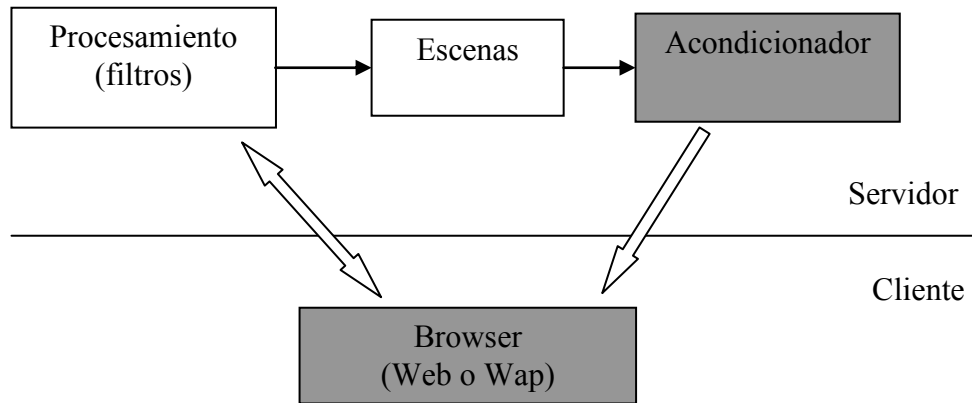 Procesamiento
(filtros)
Escenas
Acondicionador
Servidor
Cliente
Browser
(Web o Wap)